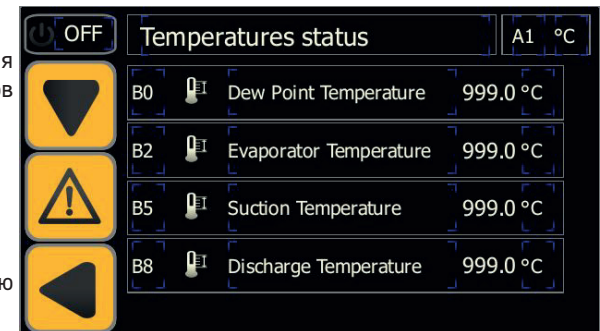 OFF Temperatures status A1 °C
я
ов
B0 Dew Point Temperature 999.0 °C
B2 Evaporator Temperature 999.0 °C
B5 Suction Temperature 999.0 °C
B8 Discharge Temperature 999.0 °C
ю